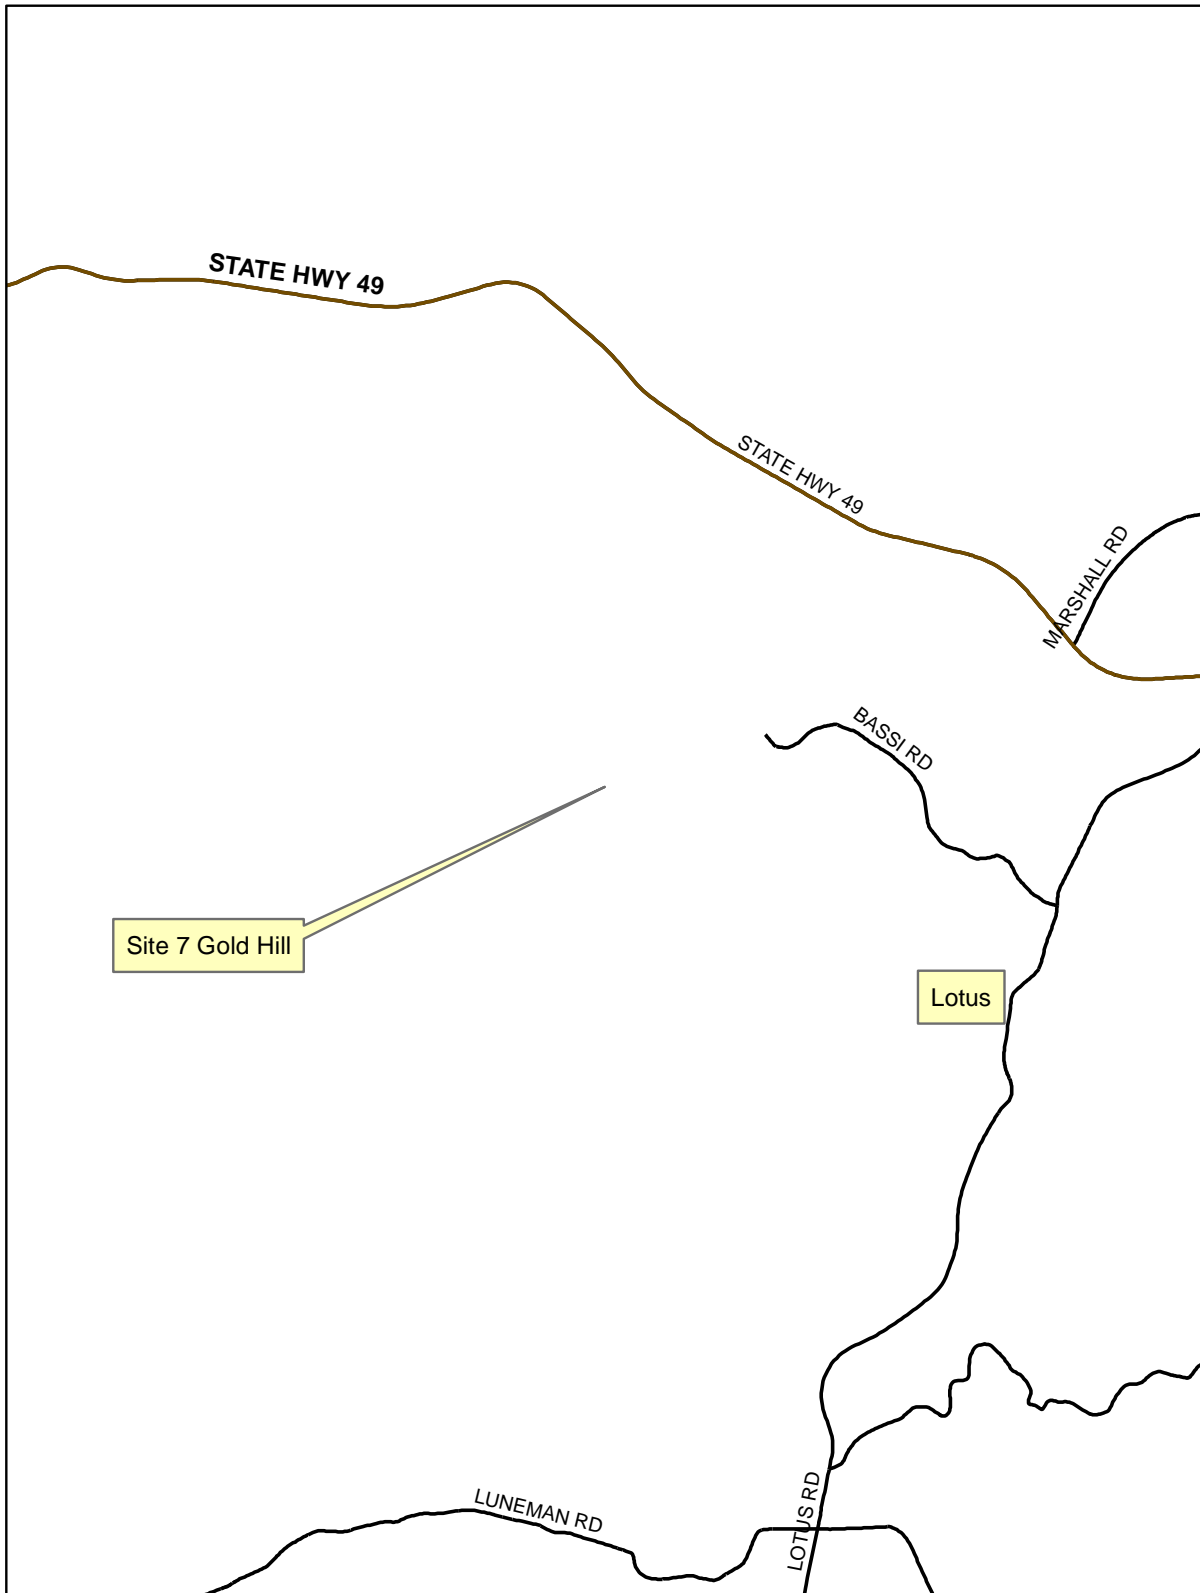 STATE HWY 49
STATE HWY 49
MARSHALL RD
BASSI RD
Site 7 Gold Hill
Lotus
LUNEMAN RD
LOTUS RD